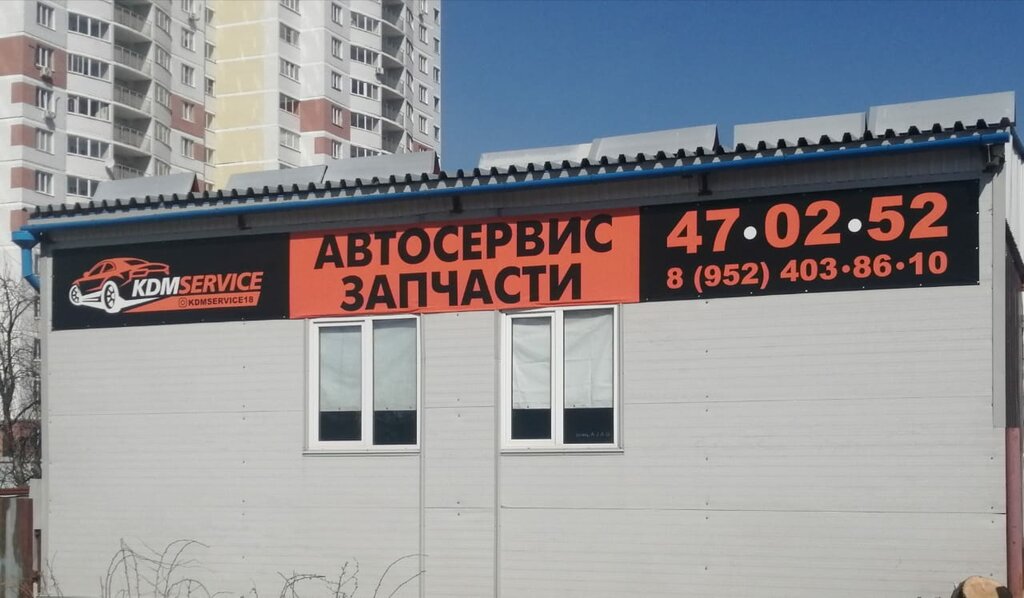 KDMSERVICE
KDMSERVICE18
АВТОСЕРВИС
ЗАПЧАСТИ
47•02•52
8 (952) 403•86•10